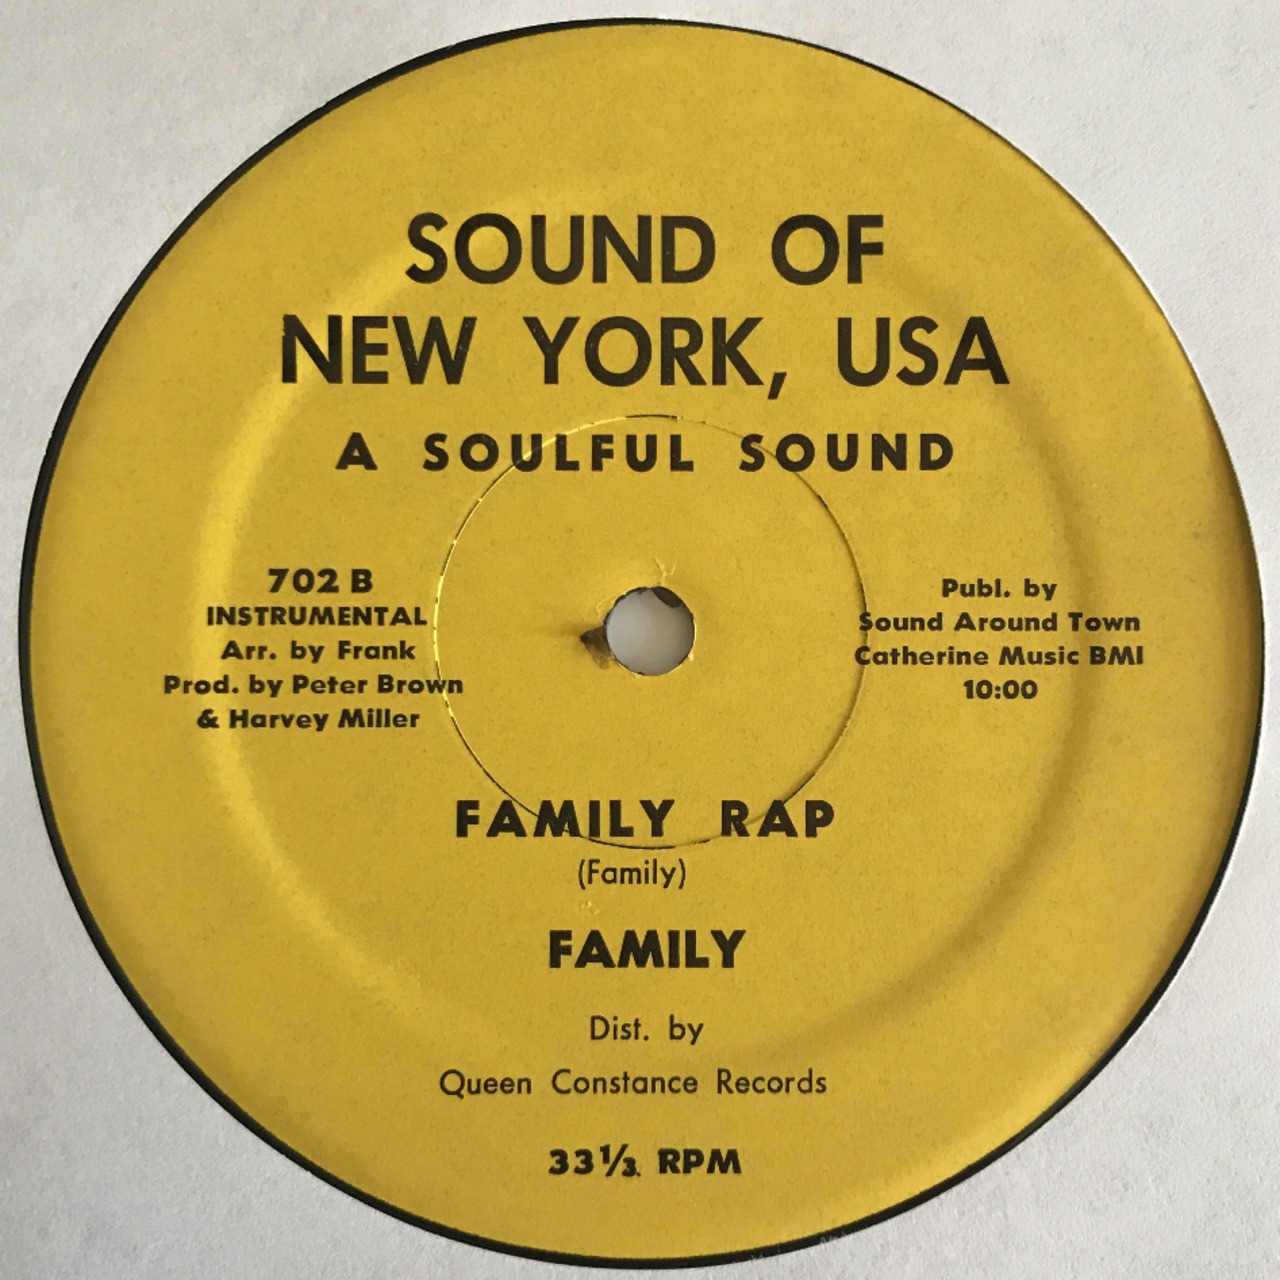 SOUND OF
NEW YORK, USA
A SOULFUL SOUND
702 B
INSTRUMENTAL
Arr. by Frank
Prod. by Peter Brown
& Harvey Miller
Publ. by
Sound Around Town
Catherine Music BMI
10:00
FAMILY RAP
(Family)
FAMILY
Dist. by
Queen Constance Records
33 1/3 RPM